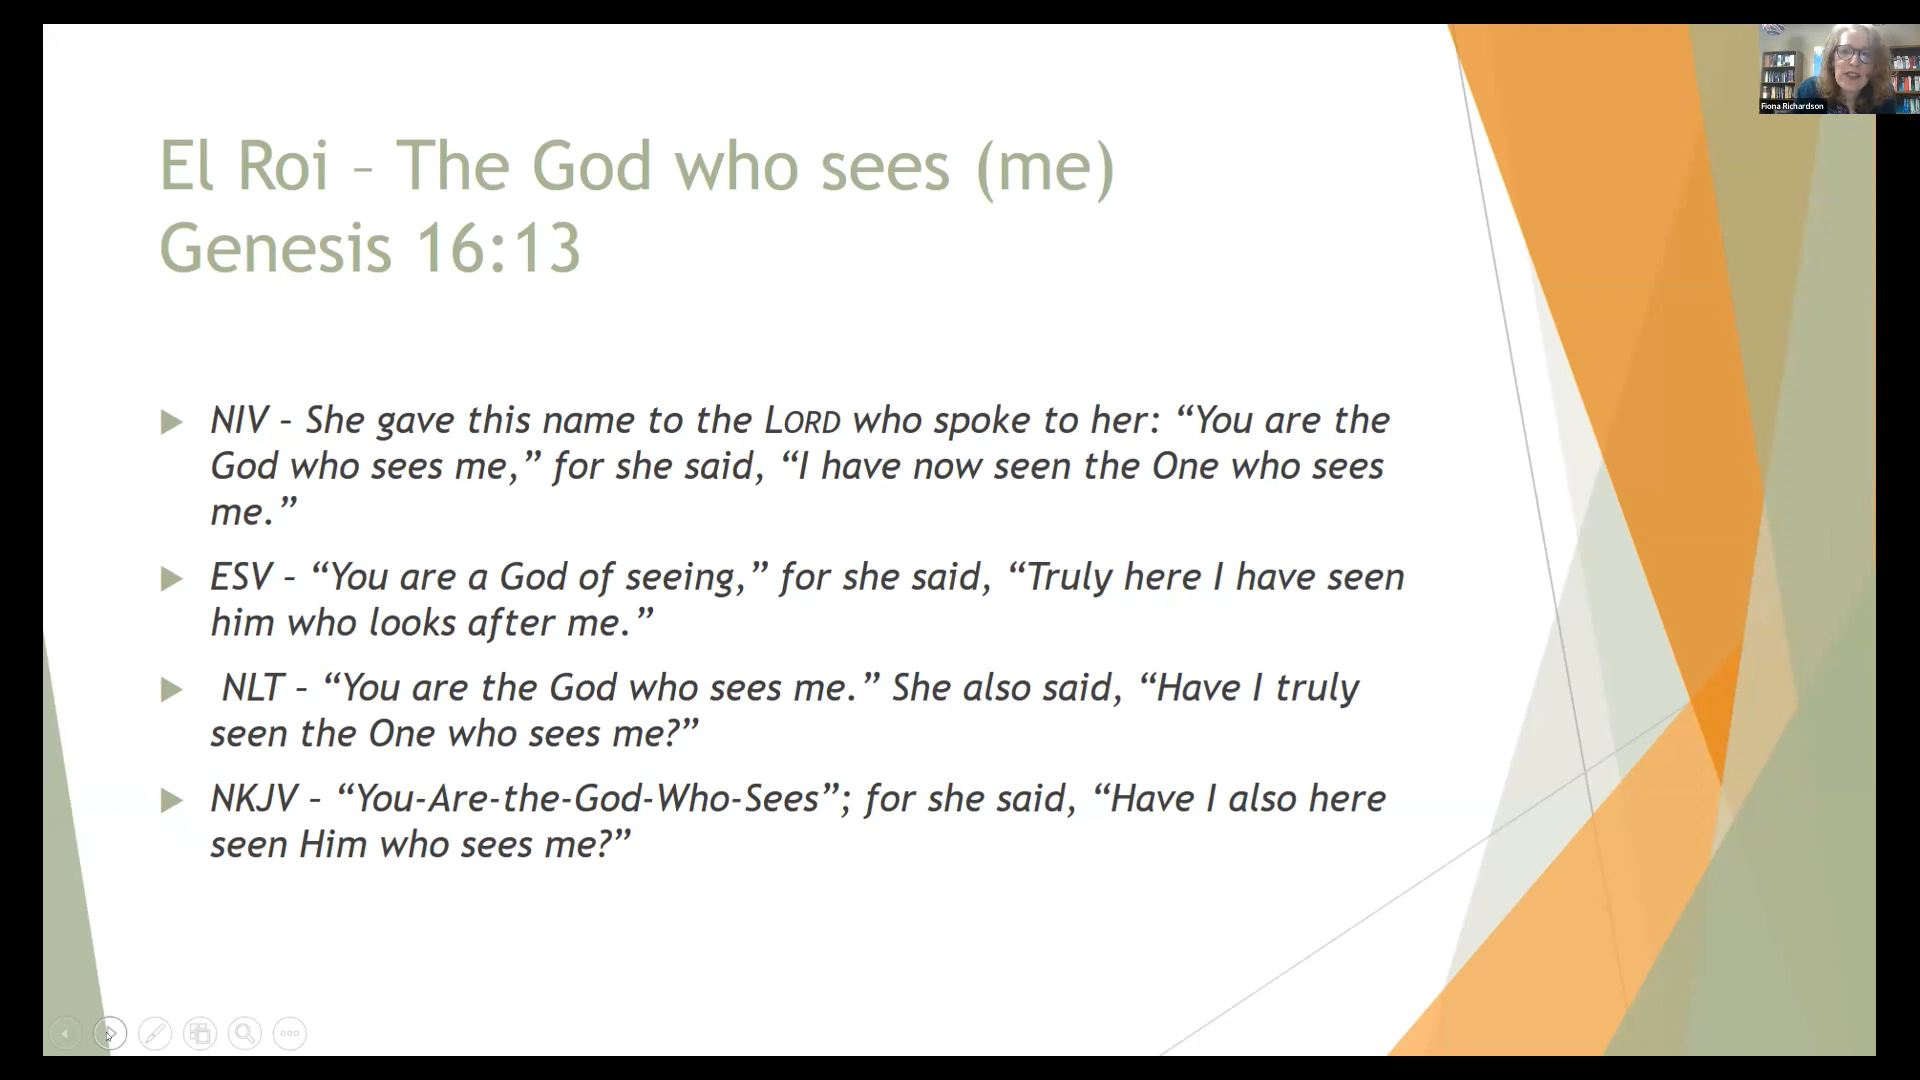 Fiona Richardson
El Roi – The God who sees (me)
Genesis 16:13
NIV – She gave this name to the LORD who spoke to her: “You are the
God who sees me,” for she said, “I have now seen the One who sees
me.”
ESV – “You are a God of seeing,” for she said, “Truly here I have seen
him who looks after me.”
NLT – “You are the God who sees me.” She also said, “Have I truly
seen the One who sees me?”
NKJV – “You-Are-the-God-Who-Sees”; for she said, “Have I also here
seen Him who sees me?”